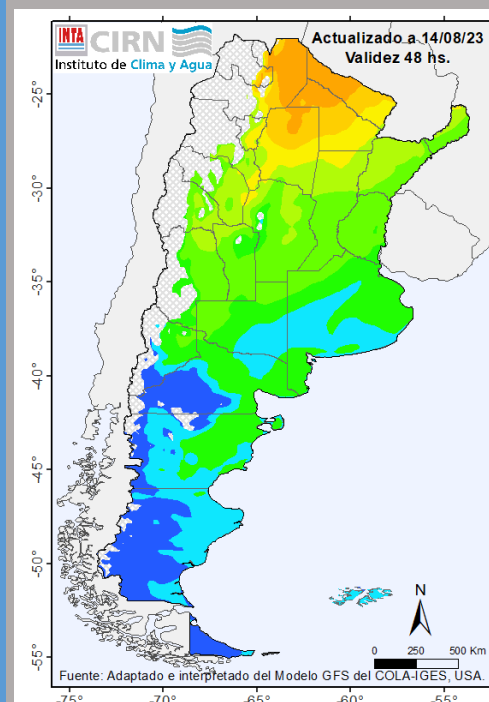 INTA CIRN
Instituto de Clima y Agua
Actualizado a 14/08/23
Validez 48 hs.
-25°
-30°
-35°
-40°
-45°
-50°
-55°
N
0 250 500 Km
Fuente: Adaptado e interpretado del Modelo GFS del COLA-IGES, USA.
-75° -70° -65° -60° -55°